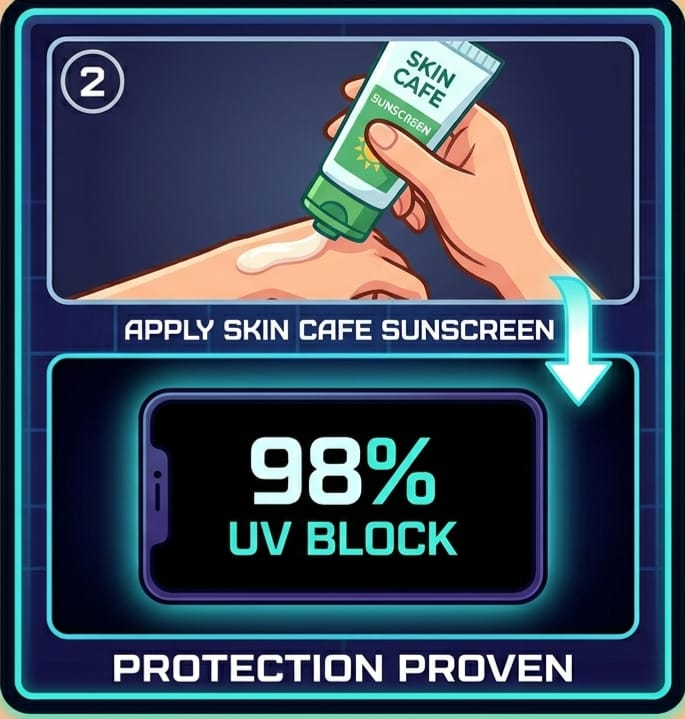 2
SKIN
CAFE
SUNSCREEN
APPLY SKIN CAFE SUNSCREEN
98%
UV BLOCK
PROTECTION PROVEN